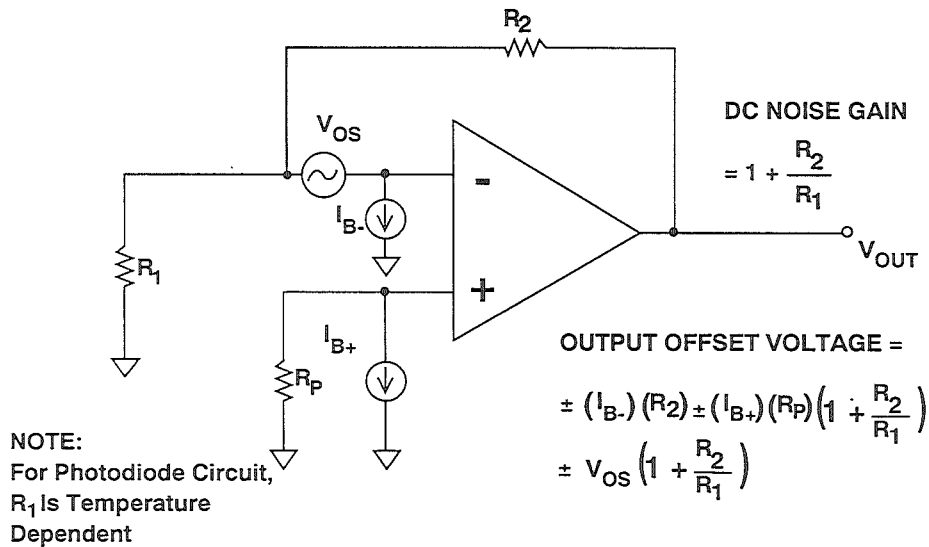 R2
VOS
DC NOISE GAIN
= 1 + R2/R1
-
IB-
R1
VOUT
+
IB+
RP
OUTPUT OFFSET VOLTAGE =
± (IB-) (R2) ± (IB+) (RP) (1 + R2/R1)
± VOS (1 + R2/R1)
NOTE:
For Photodiode Circuit,
R1 Is Temperature
Dependent